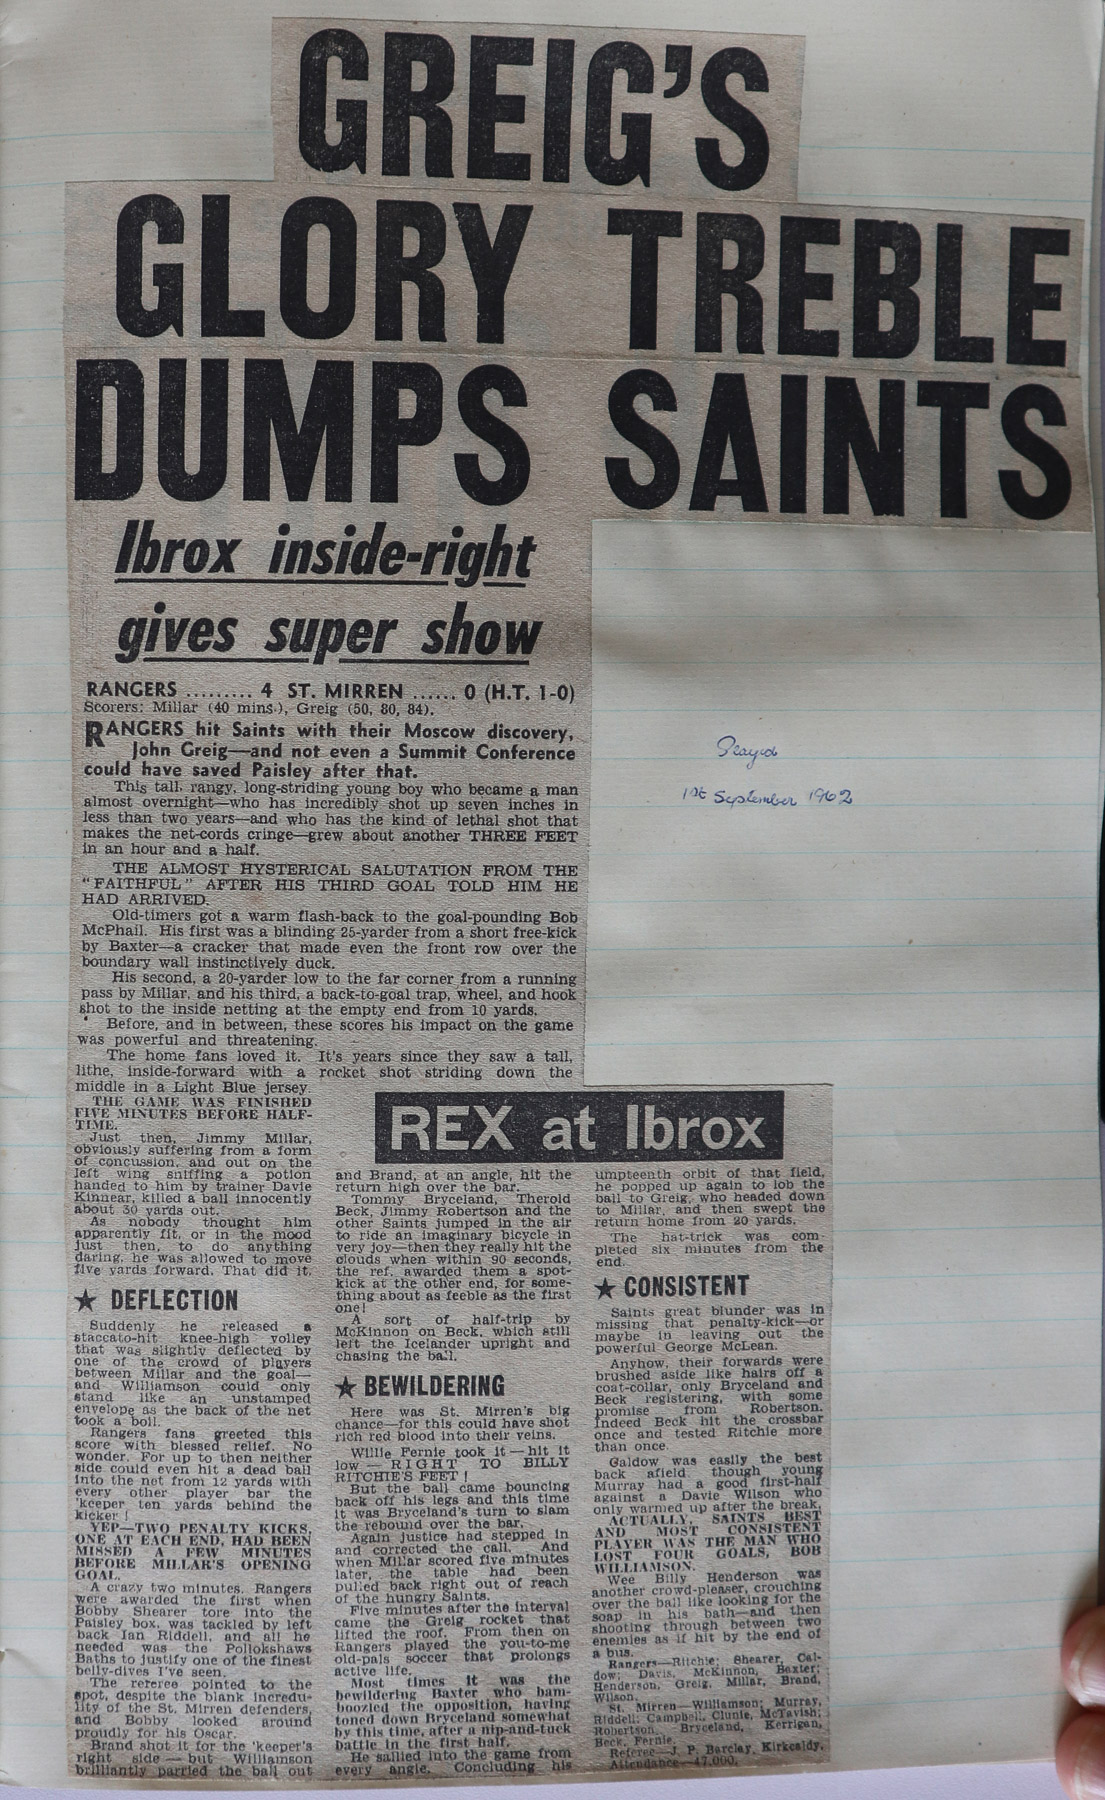 GREIG'S
GLORY TREBLE
DUMPS SAINTS
Ibrox inside-right
gives super show
RANGERS ......... 4 ST. MIRREN ...... 0 (H.T. 1-0)
Scorers: Millar (40 mins.), Greig (50, 80, 84).
RANGERS hit Saints with their Moscow discovery,
John Greig—and not even a Summit Conference
could have saved Paisley after that.
This tall, rangy, long-striding young boy who became a man
almost overnight—who has incredibly shot up seven inches in
less than two years—and who has the kind of lethal shot that
makes the net-cords cringe—grew about another THREE FEET
in an hour and a half.
THE ALMOST HYSTERICAL SALUTATION FROM THE
"FAITHFUL" AFTER HIS THIRD GOAL TOLD HIM HE
HAD ARRIVED.
Old-timers got a warm flash-back to the goal-pounding Bob
McPhail. His first was a blinding 25-yarder from a short free-kick
by Baxter—a cracker that made even the front row over the
boundary wall instinctively duck.
His second, a 20-yarder low to the far corner from a running
pass by Millar, and his third, a back-to-goal trap, wheel, and hook
shot to the inside netting at the empty end from 10 yards.
Before, and in between, these scores his impact on the game
was powerful and threatening.
The home fans loved it. It's years since they saw a tall,
lithe, inside-forward with a rocket shot striding down the
middle in a Light Blue jersey.
THE GAME WAS FINISHED
FIVE MINUTES BEFORE HALF-
TIME.
Just then, Jimmy Millar,
obviously suffering from a form
of concussion, and out on the
left wing sniffing a potion
handed to him by trainer Davie
Kinnear, killed a ball innocently
about 30 yards out.
As nobody thought him
apparently fit, or in the mood
just then, to do anything
daring, he was allowed to move
five yards forward. That did it.
★ DEFLECTION
Suddenly he released a
staccato-hit knee-high volley
that was slightly deflected by
one of the crowd of players
between Millar and the goal—
and Williamson could only
stand like an unstamped
envelope as the back of the net
took a boil.
Rangers fans greeted this
score with blessed relief. No
wonder. For up to then neither
side could even hit a dead ball
into the net from 12 yards with
every other player bar the
'keeper ten yards behind the
kicker!
YEP—TWO PENALTY KICKS,
ONE AT EACH END, HAD BEEN
MISSED A FEW MINUTES
BEFORE MILLAR'S OPENING
GOAL.
A crazy two minutes. Rangers
were awarded the first when
Bobby Shearer tore into the
Paisley box, was tackled by left
back Ian Riddell, and all he
needed was the Pollokshaws
Baths to justify one of the finest
belly-dives I've seen.
The referee pointed to the
spot, despite the blank incredu-
lity of the St. Mirren defenders,
and Bobby looked around
proudly for his Oscar.
Brand shot it for the 'keeper's
right side — but Williamson
brilliantly parried the ball out
REX at Ibrox
and Brand, at an angle, hit the
return high over the bar.
Tommy Bryceland, Therold
Beck, Jimmy Robertson and the
other Saints jumped in the air
to ride an imaginary bicycle in
very joy—then they really hit the
clouds when within 90 seconds,
the ref. awarded them a spot-
kick at the other end, for some-
thing about as feeble as the first
one!
A sort of half-trip by
McKinnon on Beck, which still
left the Icelander upright and
chasing the ball.
★ BEWILDERING
Here was St. Mirren's big
chance—for this could have shot
rich red blood into their veins.
Willie Fernie took it — hit it
low — RIGHT TO BILLY
RITCHIE'S FEET!
But the ball came bouncing
back off his legs and this time
it was Bryceland's turn to slam
the rebound over the bar.
Again justice had stepped in
and corrected the call. And
when Millar scored five minutes
later, the table had been
pulled back right out of reach
of the hungry Saints.
Five minutes after the interval
came the Greig rocket that
lifted the roof. From then on
Rangers played the you-to-me
old-pals soccer that prolongs
active life.
Most times it was the
bewildering Baxter who bam-
boozled the opposition, having
toned down Bryceland somewhat
by this time, after a nip-and-tuck
battle in the first half.
He sallied into the game from
every angle. Concluding his
umpteenth orbit of that field,
he popped up again to lob the
ball to Greig, who headed down
to Millar, and then swept the
return home from 20 yards.
The hat-trick was com-
pleted six minutes from the
end.
★ CONSISTENT
Saints great blunder was in
missing that penalty-kick—or
maybe in leaving out the
powerful George McLean.
Anyhow, their forwards were
brushed aside like hairs off a
coat-collar, only Bryceland and
Beck registering, with some
promise from Robertson.
Indeed Beck hit the crossbar
once and tested Ritchie more
than once.
Caldow was easily the best
back afield though young
Murray had a good first-half
against a Davie Wilson who
only warmed up after the break.
ACTUALLY, SAINTS BEST
AND MOST CONSISTENT
PLAYER WAS THE MAN WHO
LOST FOUR GOALS, BOB
WILLIAMSON.
Wee Billy Henderson was
another crowd-pleaser, crouching
over the ball like looking for the
soap in his bath—and then
shooting through between two
enemies as if hit by the end of
a bus.
Rangers—Ritchie; Shearer, Cal-
dow; Davis, McKinnon, Baxter;
Henderson, Greig, Millar, Brand,
Wilson.
St. Mirren—Williamson; Murray,
Riddell; Campbell, Clunie, McTavish;
Robertson, Bryceland, Kerrigan,
Beck, Fernie.
Referee—J. P. Barclay, Kirkcaldy.
Attendance—47,000.
Played
1st September 1962